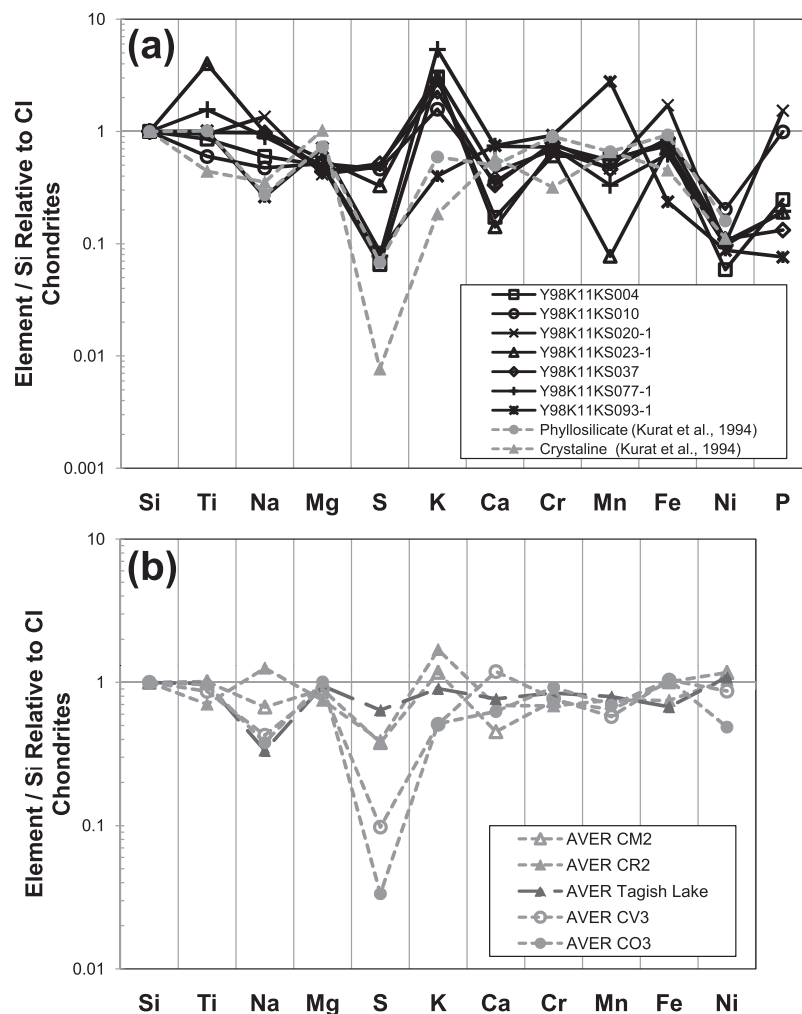 (a)
Element / Si Relative to CI
Chondrites
10
1
0.1
0.01
0.001
Y98K11KS004
Y98K11KS010
Y98K11KS020-1
Y98K11KS023-1
Y98K11KS037
Y98K11KS077-1
Y98K11KS093-1
Phyllosilicate (Kurat et al., 1994)
Crystaline (Kurat et al., 1994)
Si Ti Na Mg S K Ca Cr Mn Fe Ni P
(b)
Element / Si Relative to CI
Chondrites
10
1
0.1
0.01
AVER CM2
AVER CR2
AVER Tagish Lake
AVER CV3
AVER CO3
Si Ti Na Mg S K Ca Cr Mn Fe Ni